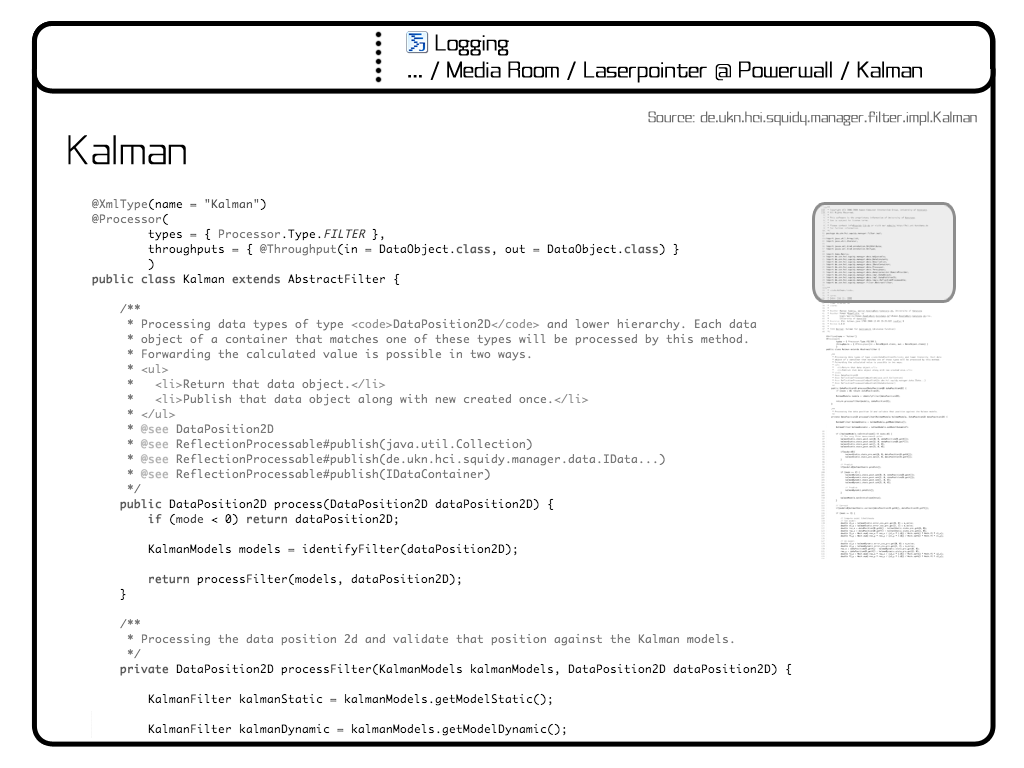 Logging
... / Media Room / Laserpointer @ Powerwall / Kalman
Source: de.ukn.hci.squidy.manager.filter.impl.Kalman
Kalman
@XmlType(name = "Kalman")
@Processor(
types = { Processor.Type.FILTER },
throughputs = { @Throughput(in = DataObject.class, out = DataObject.class) }
)
public class Kalman extends AbstractFilter {
/**
* Processing data types of type <code>DataPosition2D</code> and lower hierarchy. Each data
* object of a container that matches one of these types will be processed by this method.
* Forwarding the calculated value is possible in two ways.
* <ul>
*   <li>Return that data object.</li>
*   <li>Publish that data object along with new created once.</li>
* </ul>
* @see DataPosition2D
* @see ReflectionProcessable#publish(java.util.Collection)
* @see ReflectionProcessable#publish(de.ukn.hci.squidy.manager.data.IData...)
* @see ReflectionProcessable#publish(IDataContainer)
*/
public DataPosition2D process(DataPosition2D dataPosition2D) {
if (mode < 0) return dataPosition2D;
KalmanModels models = identifyFilter(dataPosition2D);
return processFilter(models, dataPosition2D);
}
/**
* Processing the data position 2d and validate that position against the Kalman models.
*/
private DataPosition2D processFilter(KalmanModels kalmanModels, DataPosition2D dataPosition2D) {
KalmanFilter kalmanStatic = kalmanModels.getModelStatic();
KalmanFilter kalmanDynamic = kalmanModels.getModelDynamic();